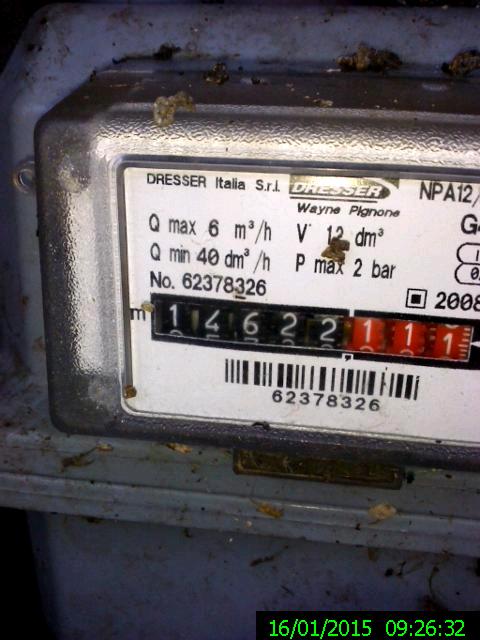 DRESSER Italia S.r.l. DRESSER NPA12/
Wayne Pignone
Q max 6 m³/h V 12 dm³
Q min 40 dm³/h P max 2 bar
No. 62378326
2008
m³ 14622111
62378326
16/01/2015 09:26:32